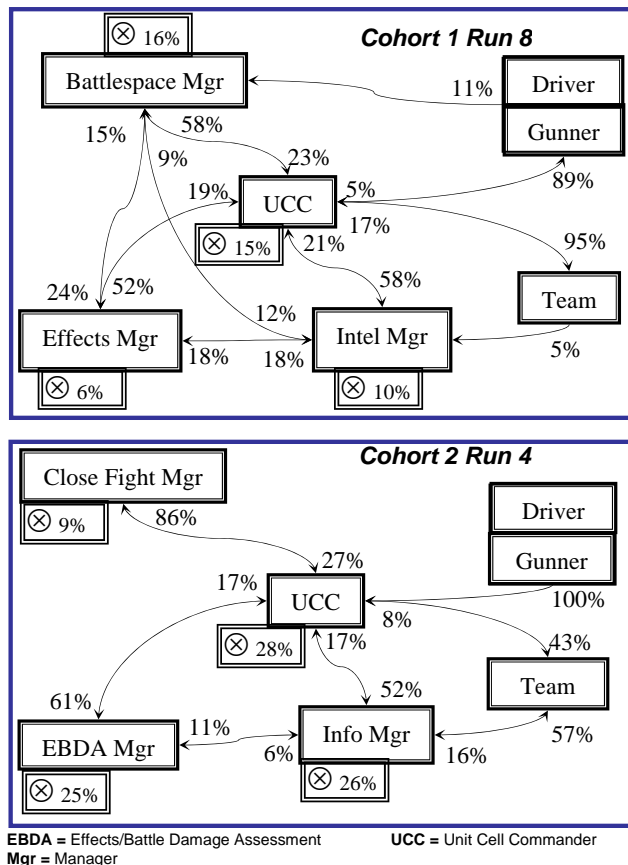 ⊗ 16%
Cohort 1 Run 8
Battlespace Mgr
11%
Driver
Gunner
15%
58%
9%
23%
89%
19%
UCC
5%
17%
⊗ 15%
21%
95%
24%
52%
58%
12%
Team
Effects Mgr
Intel Mgr
18%
18%
5%
⊗ 6%
⊗ 10%
Cohort 2 Run 4
Close Fight Mgr
⊗ 9%
86%
Driver
Gunner
27%
17%
UCC
100%
8%
⊗ 28%
17%
43%
61%
52%
Team
EBDA Mgr
11%
Info Mgr
6%
16%
57%
⊗ 25%
⊗ 26%
EBDA = Effects/Battle Damage Assessment UCC = Unit Cell Commander
Mgr = Manager